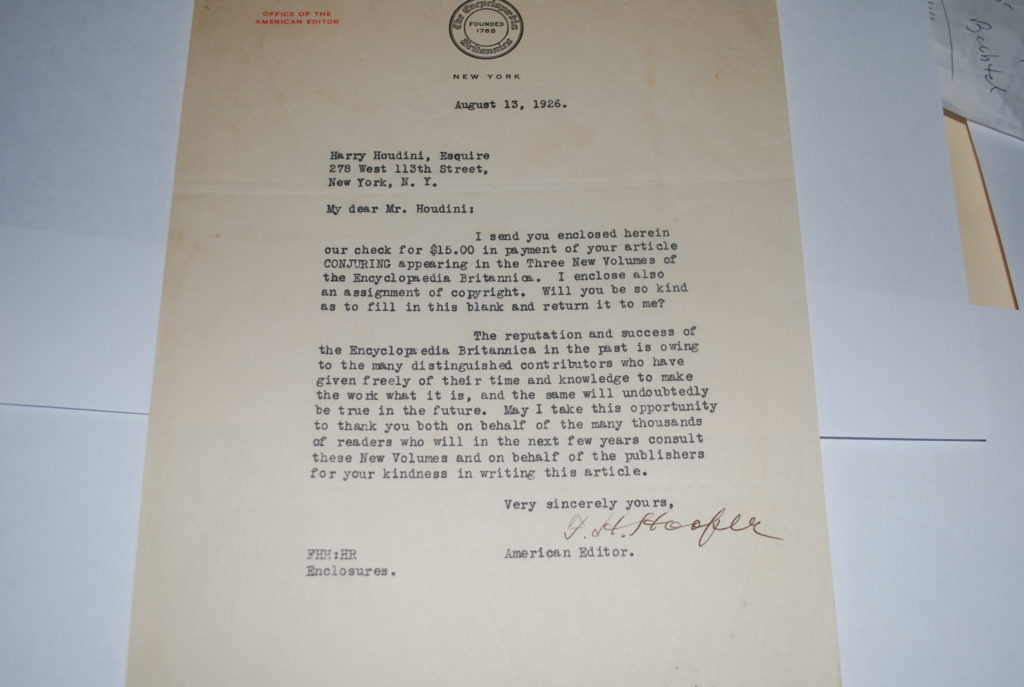 OFFICE OF THE
AMERICAN EDITOR
The Encyclopaedia
FOUNDED
1768
Britannica
NEW YORK
August 13, 1926.
Harry Houdini, Esquire
278 West 113th Street,
New York, N. Y.
My dear Mr. Houdini:
I send you enclosed herein
our check for $15.00 in payment of your article
CONJURING appearing in the Three New Volumes of
the Encyclopaedia Britannica. I enclose also
an assignment of copyright. Will you be so kind
as to fill in this blank and return it to me?
The reputation and success of
the Encyclopaedia Britannica in the past is owing
to the many distinguished contributors who have
given freely of their time and knowledge to make
the work what it is, and the same will undoubtedly
be true in the future. May I take this opportunity
to thank you both on behalf of the many thousands
of readers who will in the next few years consult
these New Volumes and on behalf of the publishers
for your kindness in writing this article.
Very sincerely yours,
F. H. Hooper
American Editor.
FHH:HR
Enclosures.
Bechtel